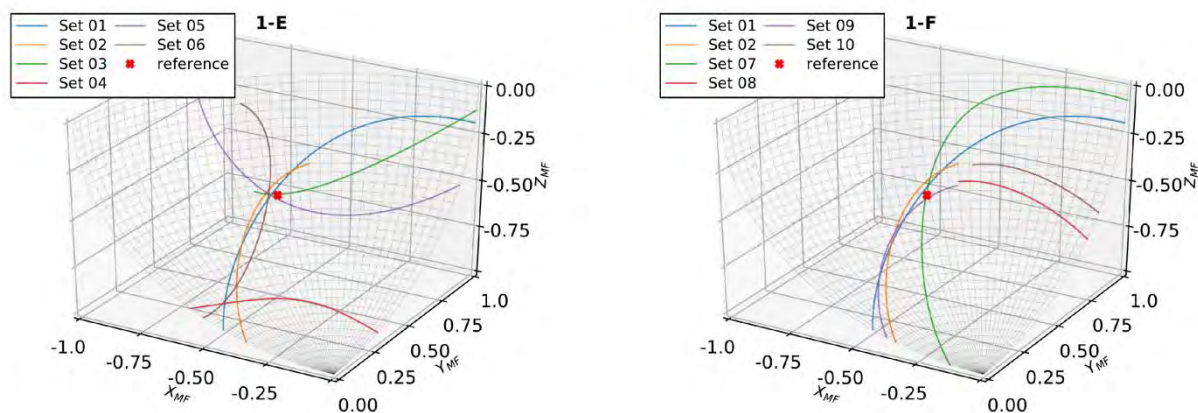 1-E
Set 01
Set 02
Set 03
Set 04
Set 05
Set 06
reference
0.00
-0.25
-0.50
-0.75
Z_MF
1.0
0.75
0.50
0.25
Y_MF
-1.0
-0.75
-0.50
-0.25
0.00
X_MF
1-F
Set 01
Set 02
Set 07
Set 08
Set 09
Set 10
reference
0.00
-0.25
-0.50
-0.75
Z_MF
1.0
0.75
0.50
0.25
Y_MF
-1.0
-0.75
-0.50
-0.25
0.00
X_MF